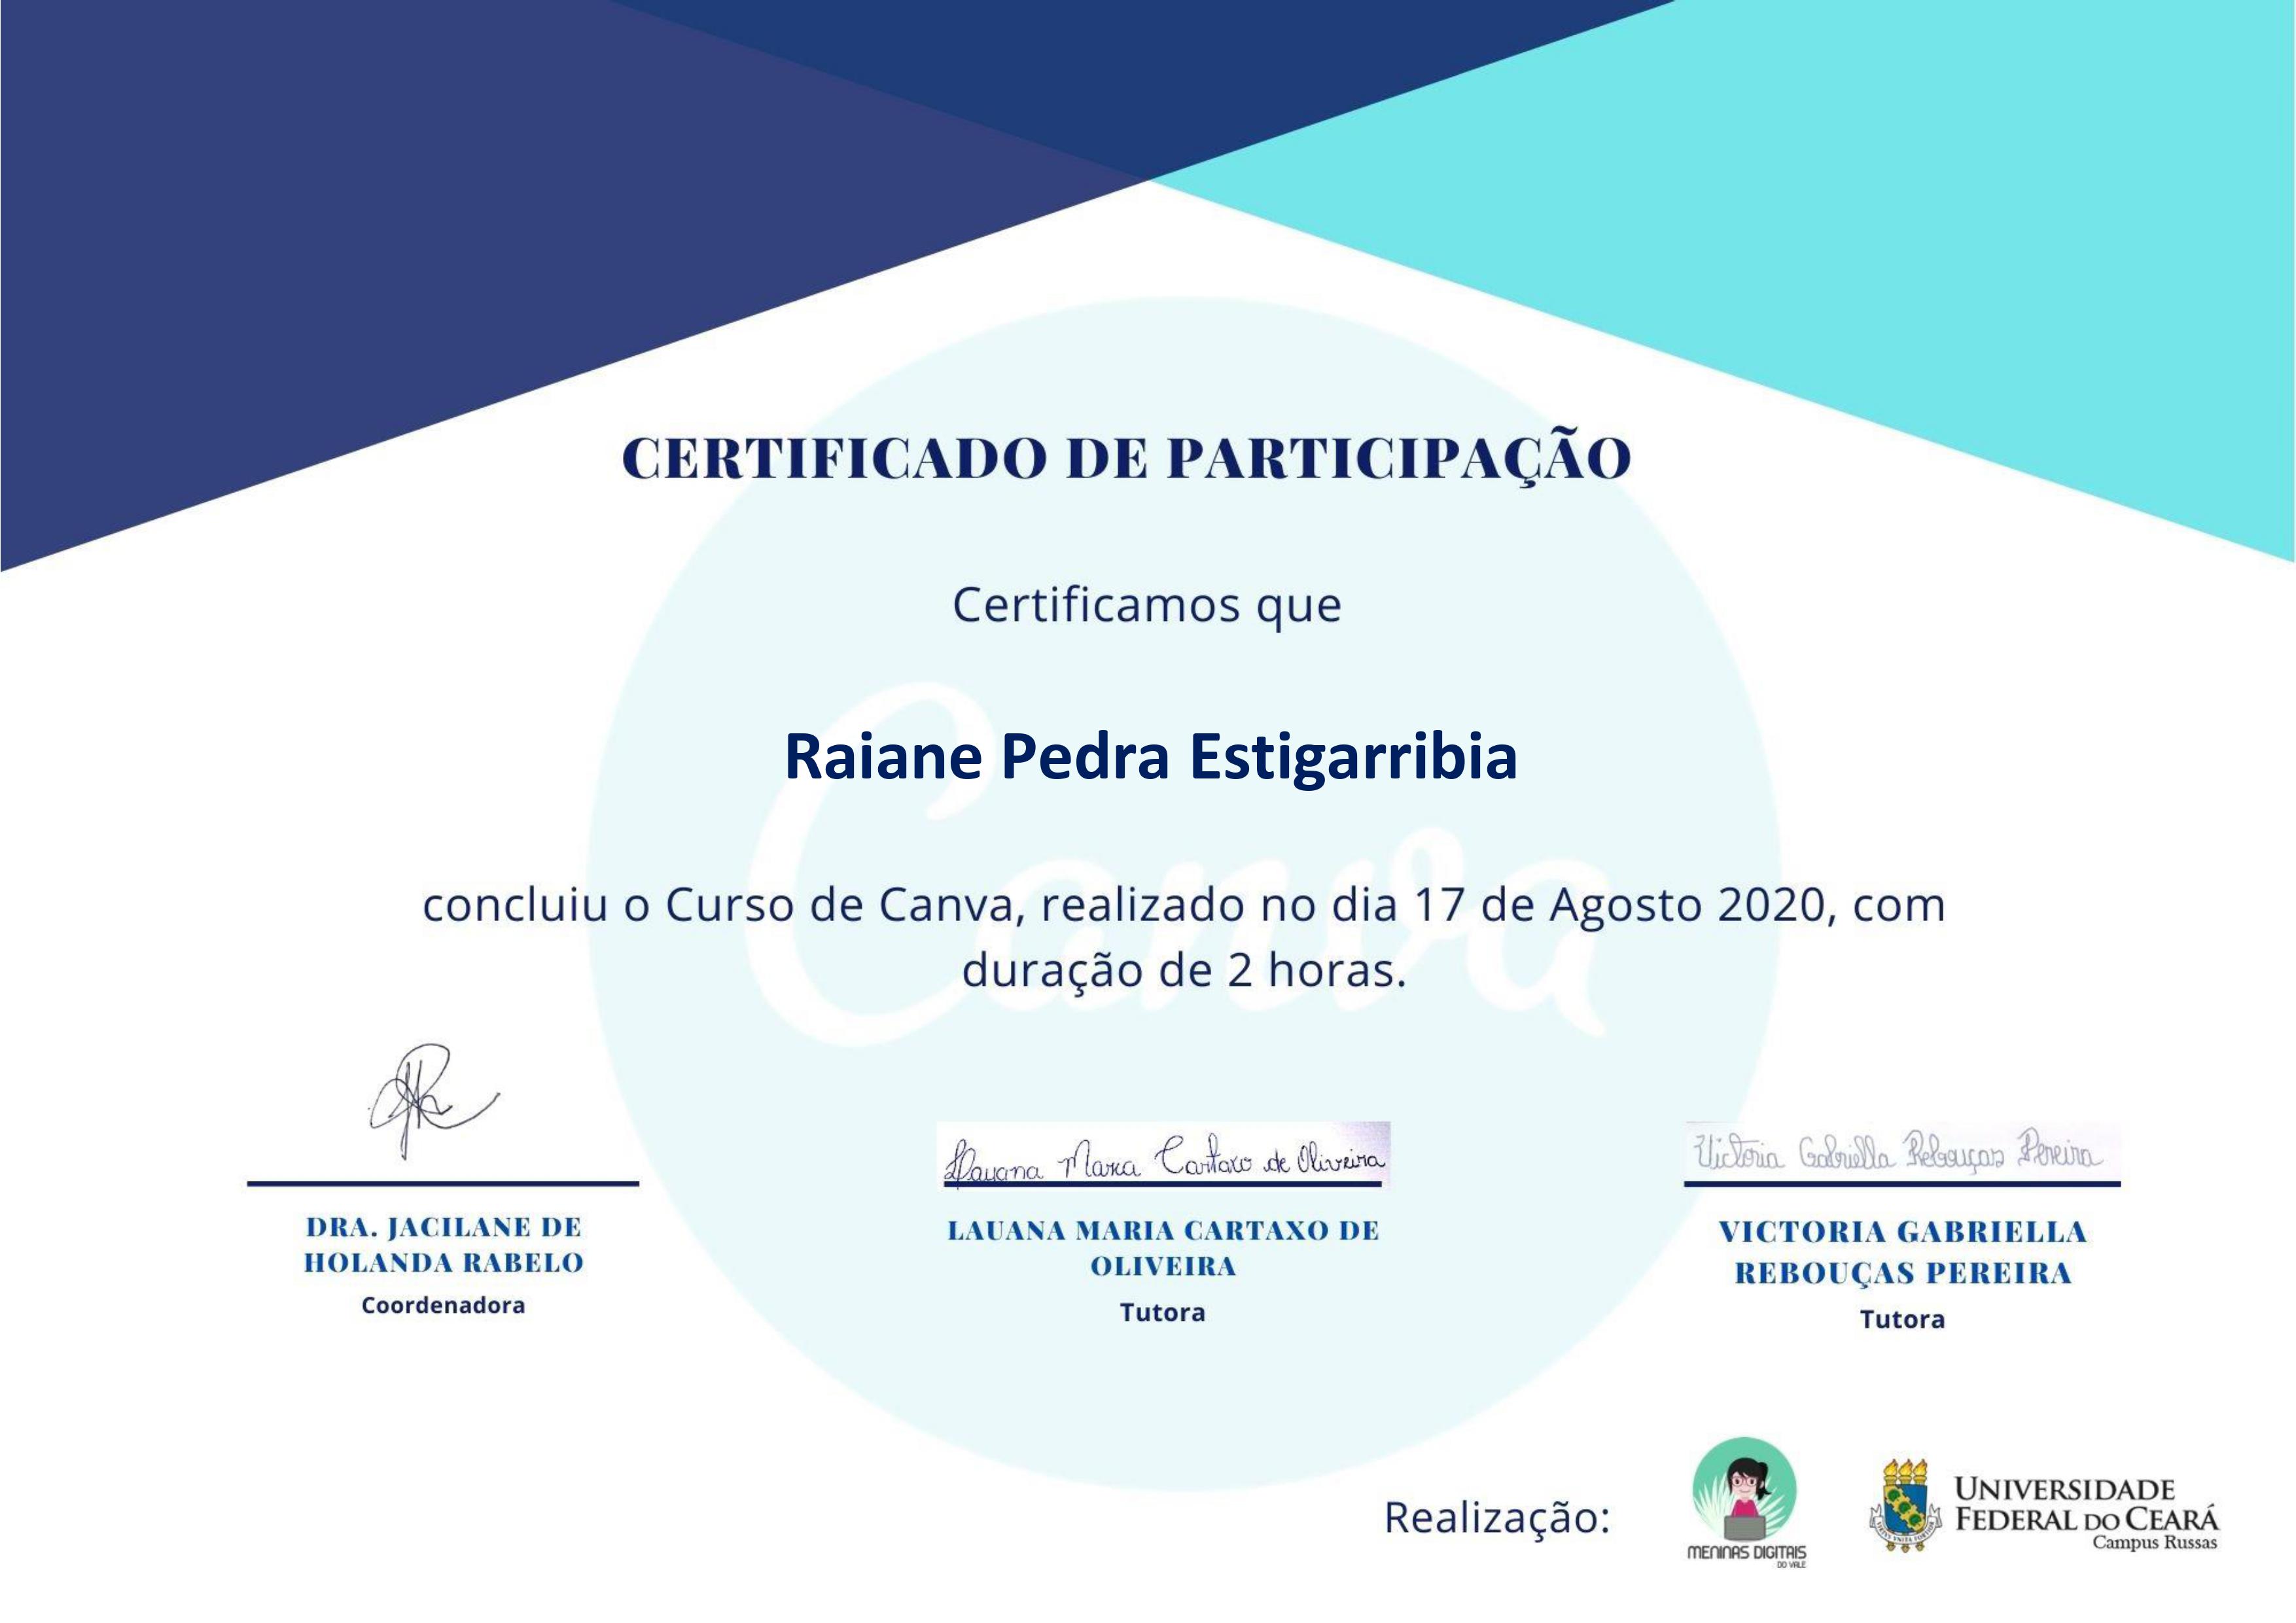 CERTIFICADO DE PARTICIPAÇÃO
Certificamos que
Raiane Pedra Estigarribia
Canva
concluiu o Curso de Canva, realizado no dia 17 de Agosto 2020, com
duração de 2 horas.
Lauana Maria Cartaxo de Oliveira
Victoria Gabriella Rebouças Pereira
DRA. JACILANE DE
HOLANDA RABELO
Coordenadora
LAUANA MARIA CARTAXO DE
OLIVEIRA
Tutora
VICTORIA GABRIELLA
REBOUÇAS PEREIRA
Tutora
Realização:
MENINAS DIGITAIS
DO VALE
UNIVERSIDADE
FEDERAL DO CEARÁ
Campus Russas